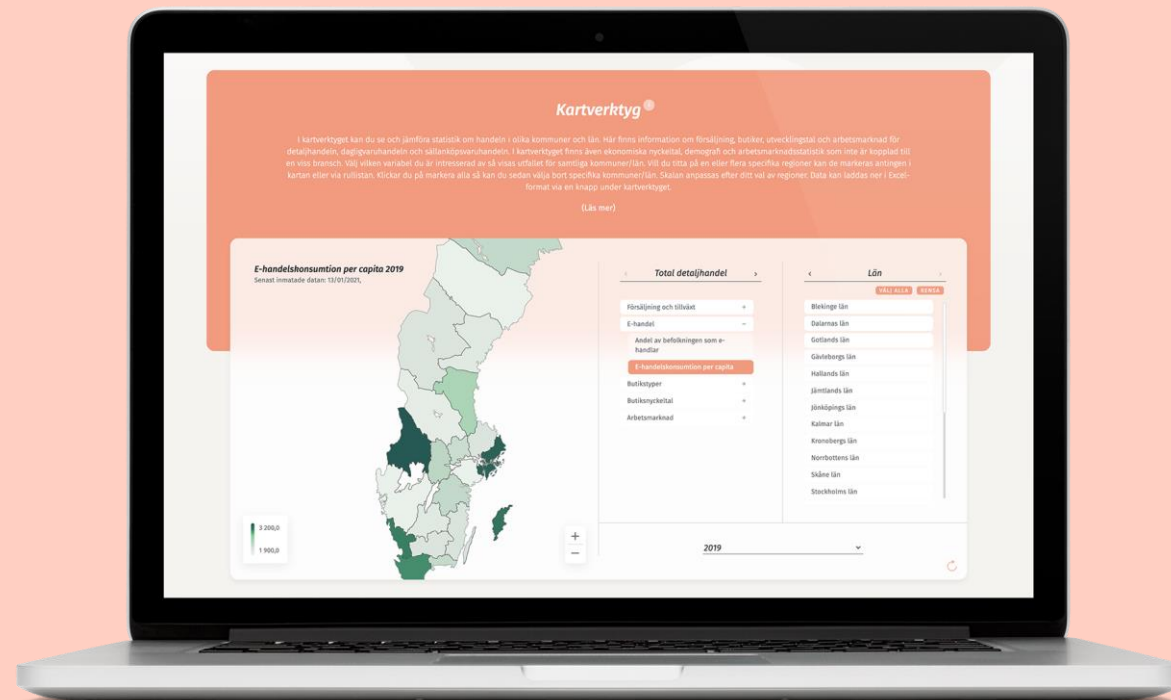 Kartverktyg
I kartverktyget kan du se och jämföra statistik om handeln i olika kommuner och län. Här finns information om försäljning, butiker, utvecklingstal och arbetsmarknad för
detaljhandeln, dagligvaruhandeln och sällanköpsvaruhandeln. I kartverktyget finns även ekonomiska nyckeltal, demografi och arbetsmarknadsstatistik som inte är kopplad till
en viss bransch. Välj vilken variabel du är intresserad av så visas utfallet för samtliga kommuner/län. Vill du titta på en eller flera specifika regioner kan de markeras antingen i
kartan eller via rullistan. Klickar du på markera alla så kan du sedan välja bort specifika kommuner/län. Skalan anpassas efter ditt val av regioner. Data kan laddas ner i Excel-
format via en knapp under kartverktyget.
(Läs mer)
E-handelskonsumtion per capita 2019
Senast inmatade datan: 13/01/2021,
3 200,0
1 900,0
+
−
‹ Total detaljhandel ›
Försäljning och tillväxt +
E-handel −
Andel av befolkningen som e-
handlar
E-handelskonsumtion per capita
Butikstyper +
Butiksnyckeltal +
Arbetsmarknad +
‹ Län ›
VÄLJ ALLA RENSA
Blekinge län
Dalarnas län
Gotlands län
Gävleborgs län
Hallands län
Jämtlands län
Jönköpings län
Kalmar län
Kronobergs län
Norrbottens län
Skåne län
Stockholms län
2019